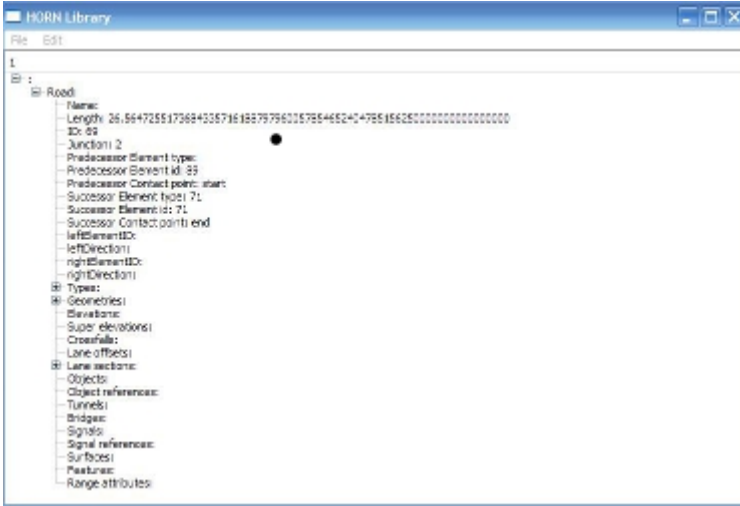 HORN Library
File Edit
1
:
Road:
Name:
ID: 69
Junction: 2
Predecessor Element type:
Predecessor Element id: 89
Predecessor Contact point: start
Successor Element type: 71
Successor Element id: 71
Successor Contact point: end
leftElementID:
leftDirection:
rightElementID:
rightDirection:
Types:
Geometries:
Elevations:
Super elevations:
Crossfalls:
Lane offsets:
Lane sections:
Objects:
Object references:
Tunnels:
Bridges:
Signals:
Signal references:
Surfaces:
Features:
Range attributes: